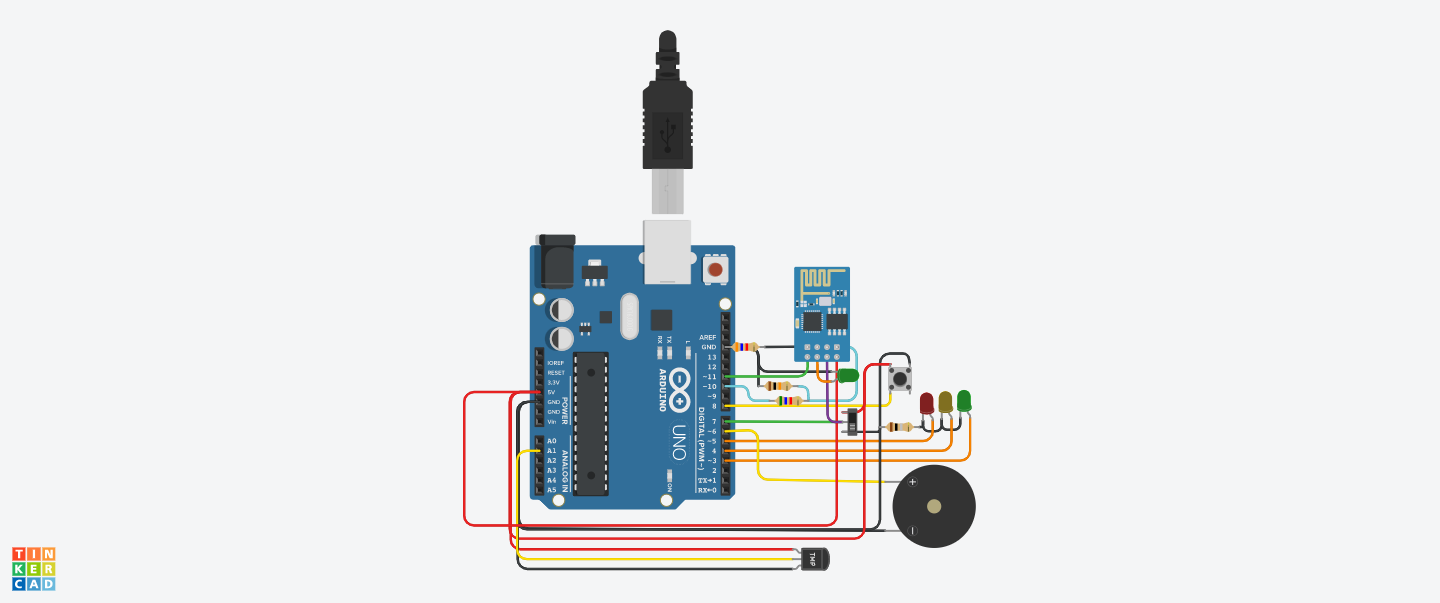 AREF
GND
13
12
~11
~10
~9
8
7
~6
~5
4
~3
2
TX→1
RX←0
DIGITAL (PWM~)
IOREF
RESET
3.3V
5V
GND
GND
Vin
POWER
A0
A1
A2
A3
A4
A5
ANALOG IN
RX
TX
L
ARDUINO
UNO
ON
+
−
TMP
TIN
KER
CAD